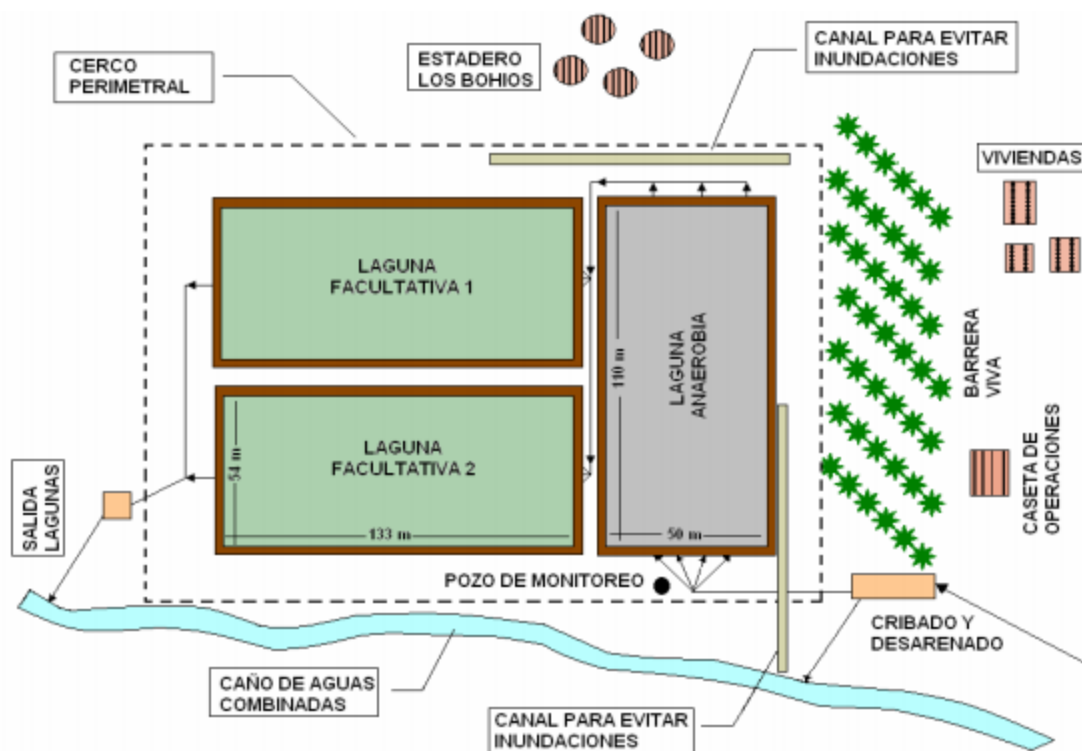 CERCO
PERIMETRAL
ESTADERO
LOS BOHIOS
CANAL PARA EVITAR
INUNDACIONES
VIVIENDAS
LAGUNA
FACULTATIVA 1
LAGUNA
ANAEROBIA
110 m
50 m
LAGUNA
FACULTATIVA 2
54 m
133 m
BARRERA
VIVA
CASETA DE
OPERACIONES
SALIDA
LAGUNAS
POZO DE MONITOREO
CRIBADO Y
DESARENADO
CAÑO DE AGUAS
COMBINADAS
CANAL PARA EVITAR
INUNDACIONES